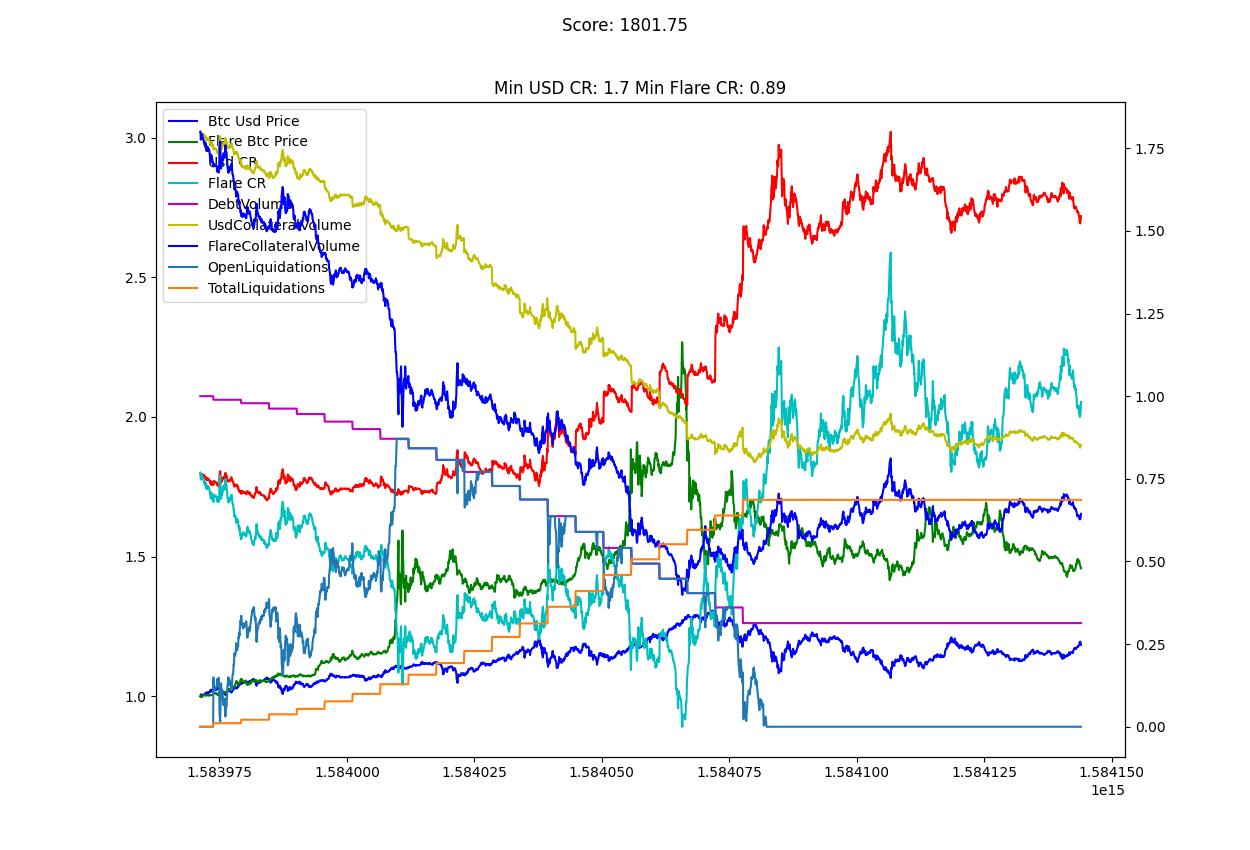 Score: 1801.75
Min USD CR: 1.7 Min Flare CR: 0.89
Btc Usd Price
Flare Btc Price
Usd CR
Flare CR
DebtVolume
UsdCollateralVolume
FlareCollateralVolume
OpenLiquidations
TotalLiquidations
3.0
2.5
2.0
1.5
1.0
1.75
1.50
1.25
1.00
0.75
0.50
0.25
0.00
1.583975 1.584000 1.584025 1.584050 1.584075 1.584100 1.584125 1.584150
1e15